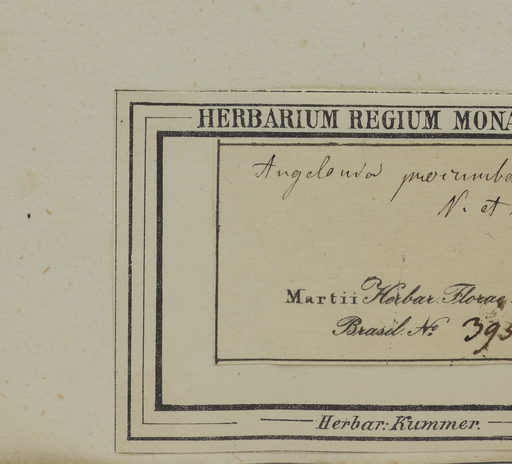 HERBARIUM REGIUM MONA
Angelonia procumbe
N. et
Martii Herbar. Florae
Brasil. No 393
Herbar: Kummer.